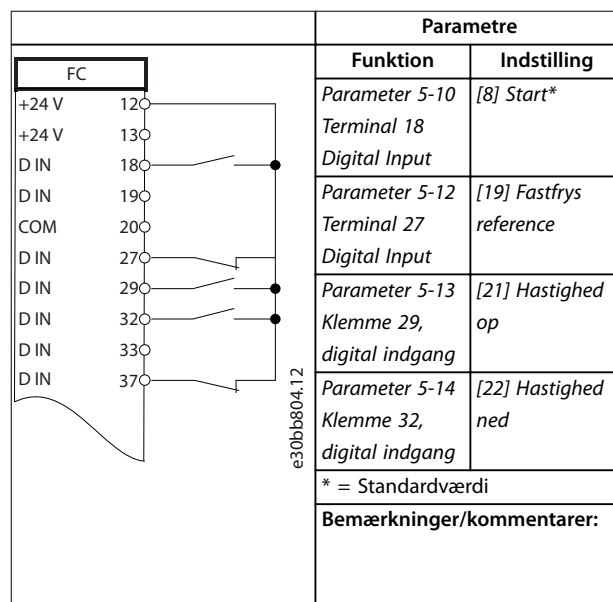 FC
+24 V 12
+24 V 13
D IN 18
D IN 19
COM 20
D IN 27
D IN 29
D IN 32
D IN 33
D IN 37
e30bb804.12
Parametre
Funktion Indstilling
Parameter 5-10 [8] Start*
Terminal 18
Digital Input
Parameter 5-12 [19] Fastfrys
Terminal 27 reference
Digital Input
Parameter 5-13 [21] Hastighed
Klemme 29, op
digital indgang
Parameter 5-14 [22] Hastighed
Klemme 32, ned
digital indgang
* = Standardværdi
Bemærkninger/kommentarer: